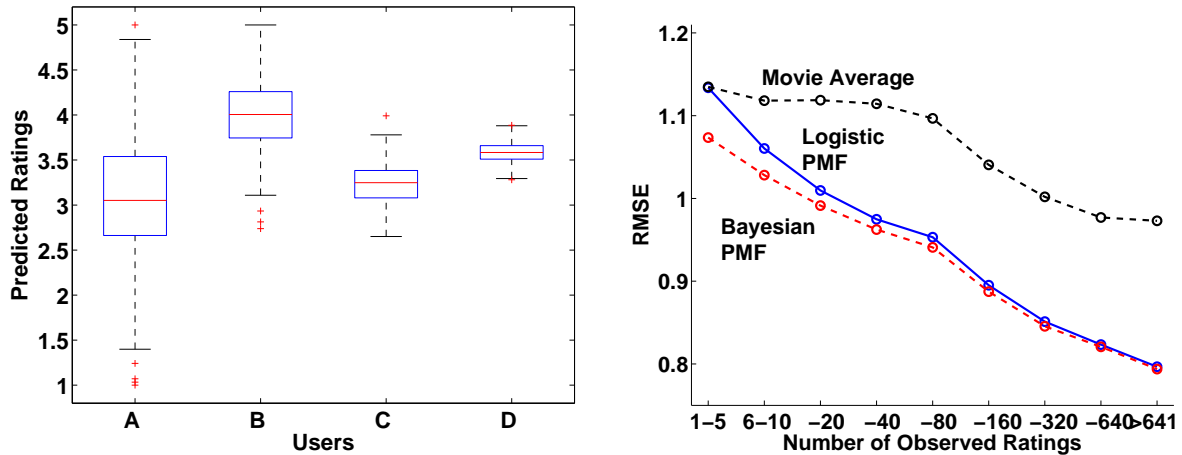 5
4.5
4
3.5
3
2.5
2
1.5
1
Predicted Ratings
A B C D
Users
1.2
1.1
1
0.9
0.8
RMSE
Movie Average
Logistic
PMF
Bayesian
PMF
1−5 6−10 −20 −40 −80 −160 −320 −640 >641
Number of Observed Ratings